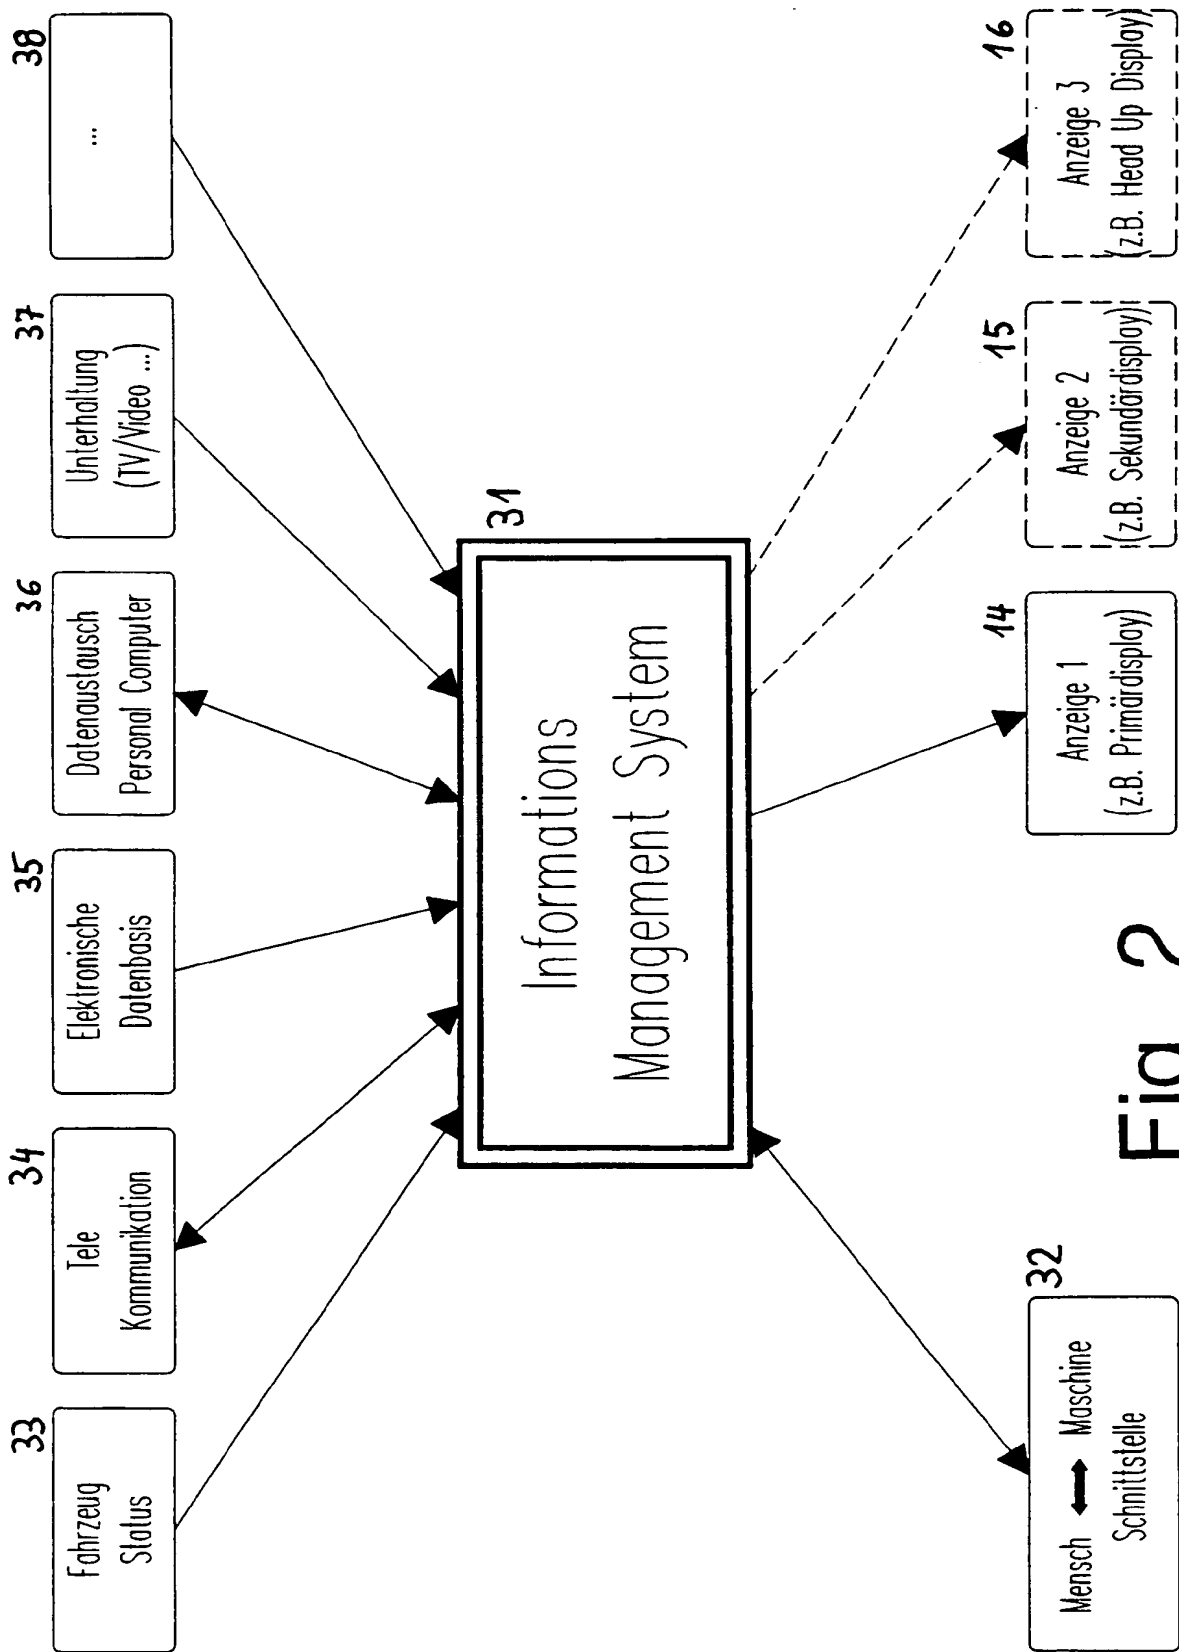 33
Fahrzeug
Status
34
Tele
Kommunikation
35
Elektronische
Datenbasis
36
Datenaustausch
Personal Computer
37
Unterhaltung
(TV/Video ...)
38
...
31
Informations
Management System
32
Mensch ⟷ Maschine
Schnittstelle
14
Anzeige 1
(z.B. Primärdisplay)
15
Anzeige 2
(z.B. Sekundärdisplay)
16
Anzeige 3
(z.B. Head Up Display)
Fig. 2